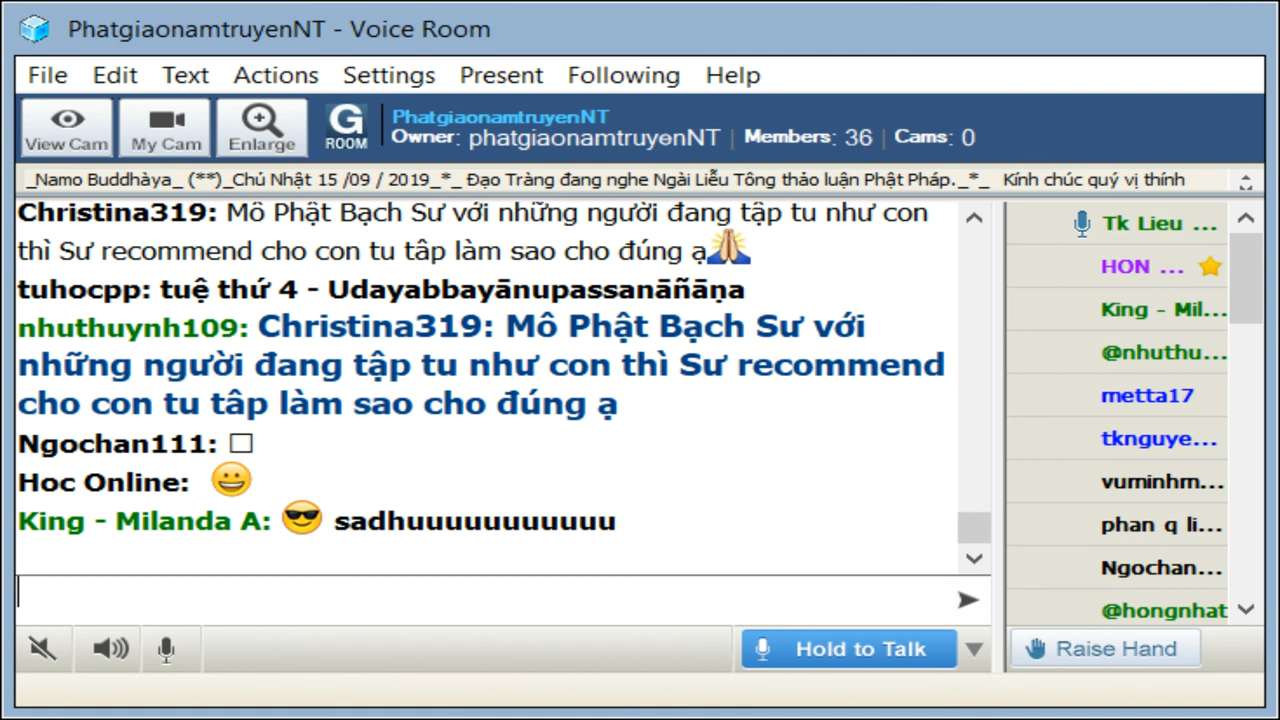 PhatgiaonamtruyenNT - Voice Room
File Edit Text Actions Settings Present Following Help
View Cam My Cam Enlarge G ROOM
PhatgiaonamtruyenNT
Owner: phatgiaonamtruyenNT | Members: 36 | Cams: 0
_Namo Buddhàya_ (**)_Chủ Nhật 15 /09 / 2019_*_ Đạo Tràng đang nghe Ngài Liễu Tông thảo luận Phật Pháp._*_ Kính chúc quý vị thính
Christina319: Mô Phật Bạch Sư với những người đang tập tu như con
thì Sư recommend cho con tu tâp làm sao cho đúng ạ
tuhocpp: tuệ thứ 4 - Udayabbayānupassanāñāṇa
nhuthuynh109: Christina319: Mô Phật Bạch Sư với
những người đang tập tu như con thì Sư recommend
cho con tu tâp làm sao cho đúng ạ
Ngochan111: □
Hoc Online:
King - Milanda A: sadhuuuuuuuuuuu
Tk Lieu ...
HON ...
King - Mil...
@nhuthu...
metta17
tknguye...
vuminhm...
phan q li...
Ngochan...
@hongnhat
Hold to Talk
Raise Hand